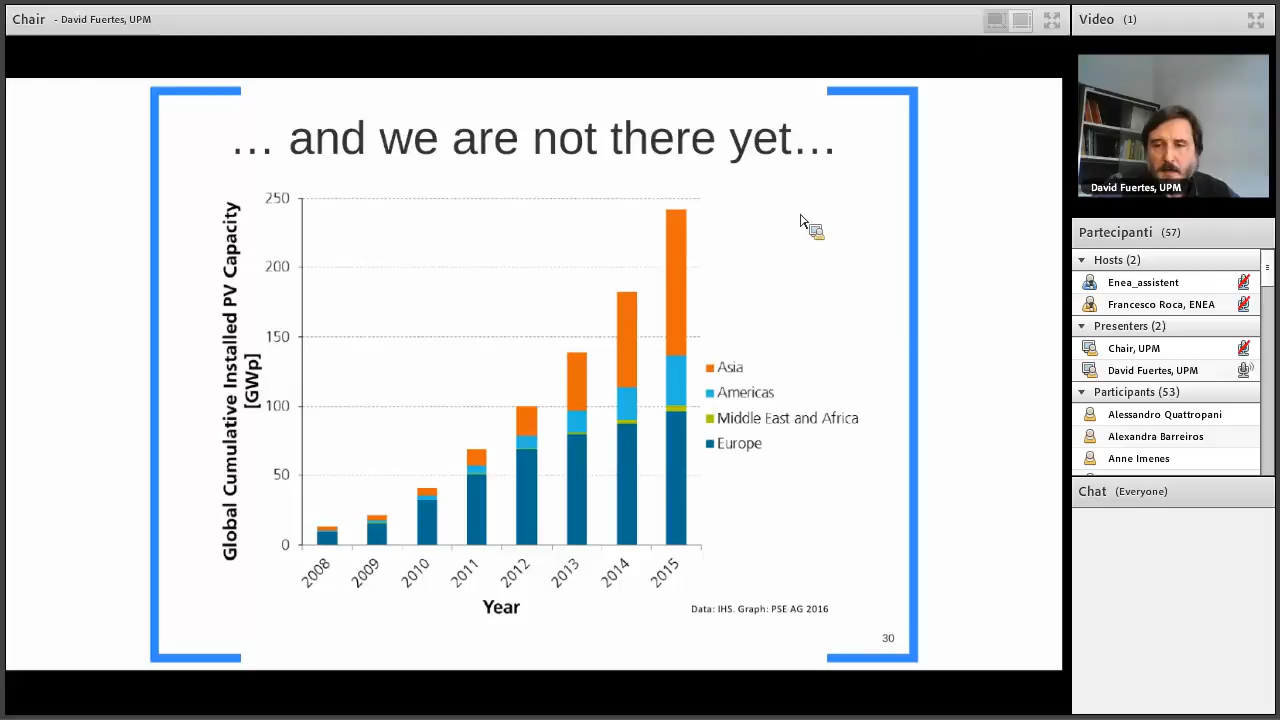 Chair - David Fuertes, UPM
… and we are not there yet…
Global Cumulative Installed PV Capacity
[GWp]
250
200
150
100
50
0
2008
2009
2010
2011
2012
2013
2014
2015
Year
Asia
Americas
Middle East and Africa
Europe
Data: IHS. Graph: PSE AG 2016
30
Video (1)
David Fuertes, UPM
Partecipanti (57)
Hosts (2)
Enea_assistent
Francesco Roca, ENEA
Presenters (2)
Chair, UPM
David Fuertes, UPM
Participants (53)
Alessandro Quattropani
Alexandra Barreiros
Anne Imenes
Chat (Everyone)